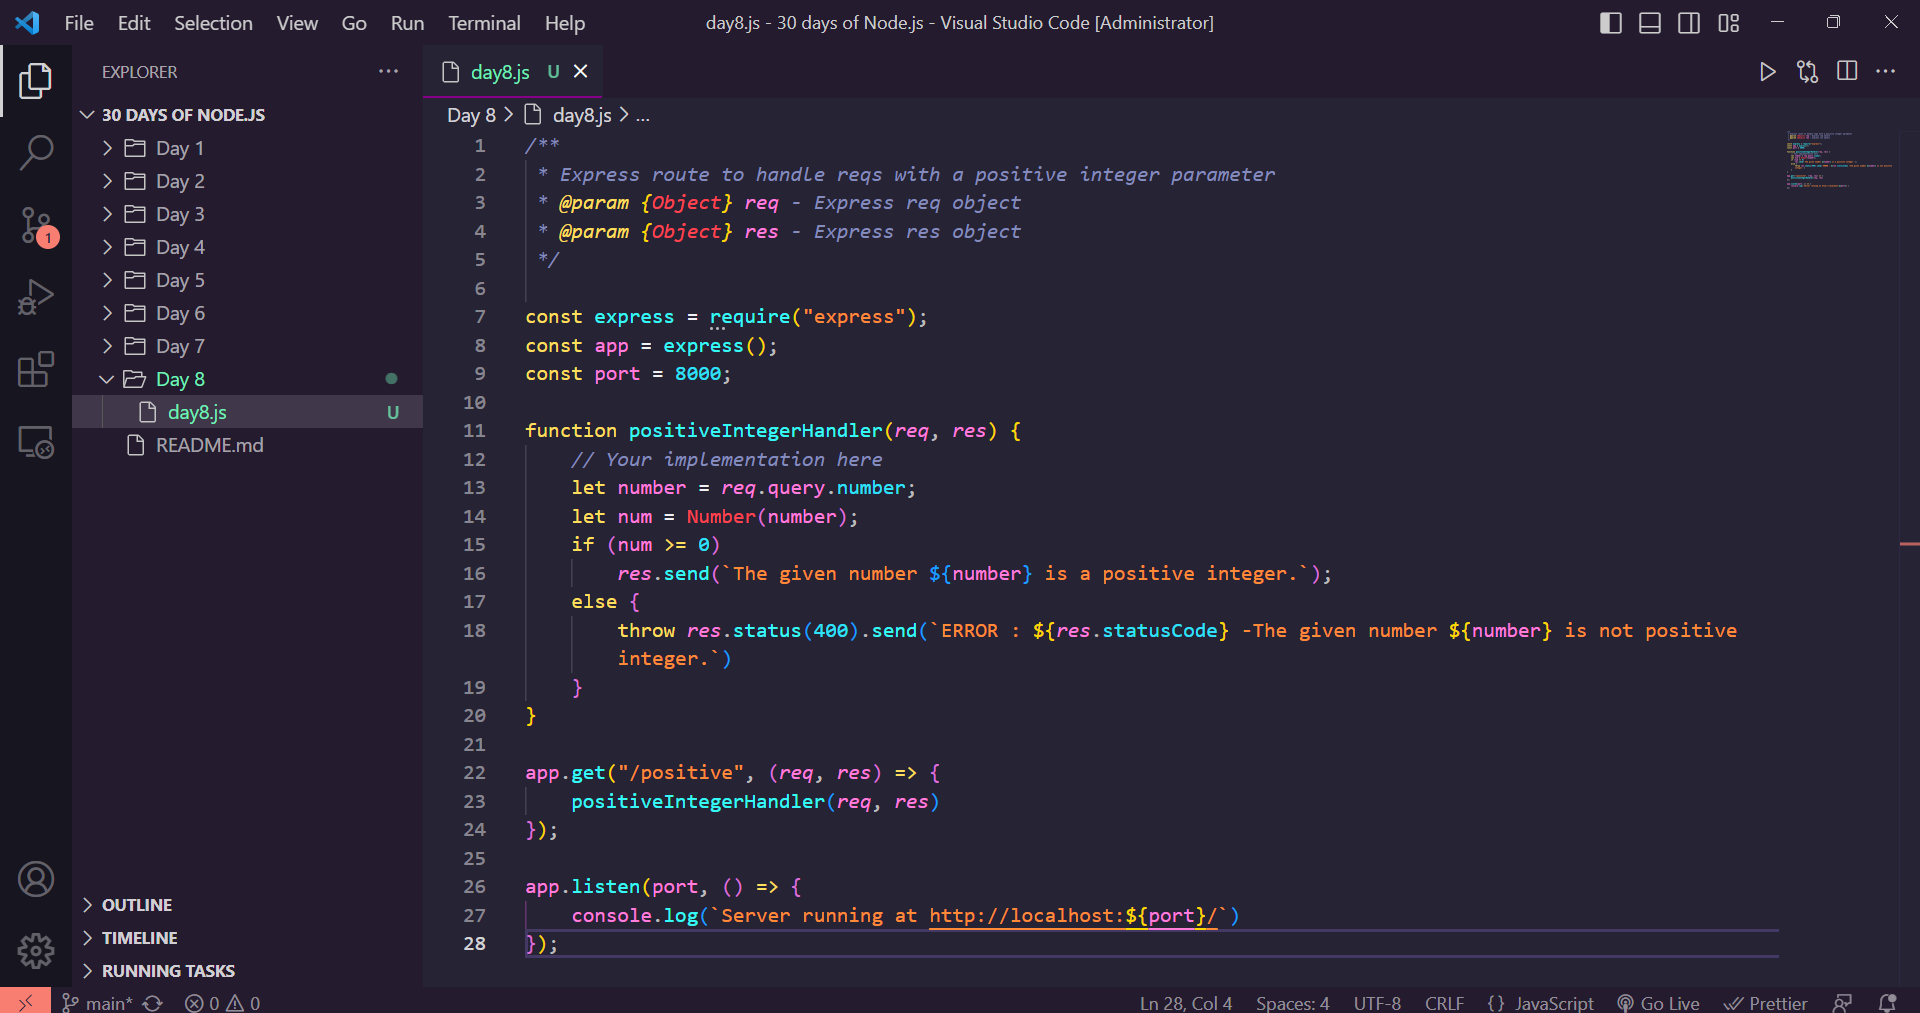 File Edit Selection View Go Run Terminal Help
day8.js - 30 days of Node.js - Visual Studio Code [Administrator]
EXPLORER
30 DAYS OF NODE.JS
Day 1
Day 2
Day 3
Day 4
Day 5
Day 6
Day 7
Day 8
day8.js U
README.md
OUTLINE
TIMELINE
RUNNING TASKS
1
day8.js U
Day 8 > day8.js > ...
1 /**
2 * Express route to handle reqs with a positive integer parameter
3 * @param {Object} req - Express req object
4 * @param {Object} res - Express res object
5 */
6
7 const express = require("express");
8 const app = express();
9 const port = 8000;
10
11 function positiveIntegerHandler(req, res) {
12 // Your implementation here
13 let number = req.query.number;
14 let num = Number(number);
15 if (num >= 0)
16 res.send(`The given number ${number} is a positive integer.`);
17 else {
18 throw res.status(400).send(`ERROR : ${res.statusCode} -The given number ${number} is not positive
integer.`)
19 }
20 }
21
22 app.get("/positive", (req, res) => {
23 positiveIntegerHandler(req, res)
24 });
25
26 app.listen(port, () => {
27 console.log(`Server running at http://localhost:${port}/`)
28 });
main* 0 0
Ln 28, Col 4 Spaces: 4 UTF-8 CRLF {} JavaScript Go Live Prettier